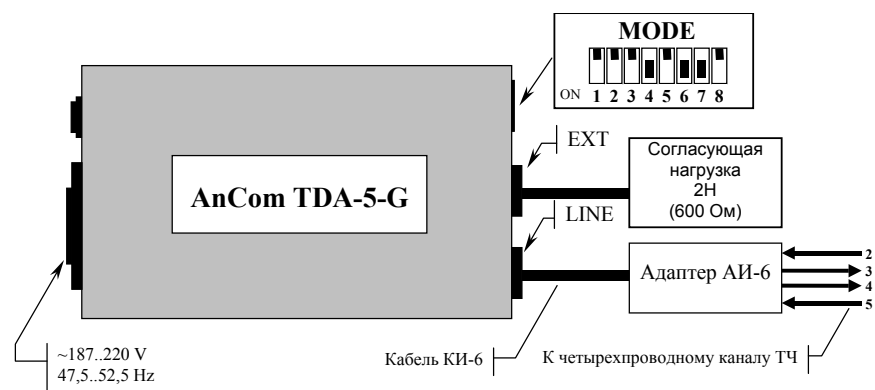 MODE
ON 1 2 3 4 5 6 7 8
EXT
Согласующая
нагрузка
2Н
(600 Ом)
AnCom TDA-5-G
LINE
Адаптер АИ-6
2
3
4
5
~187..220 V
47,5..52,5 Hz
Кабель КИ-6
К четырехпроводному каналу ТЧ